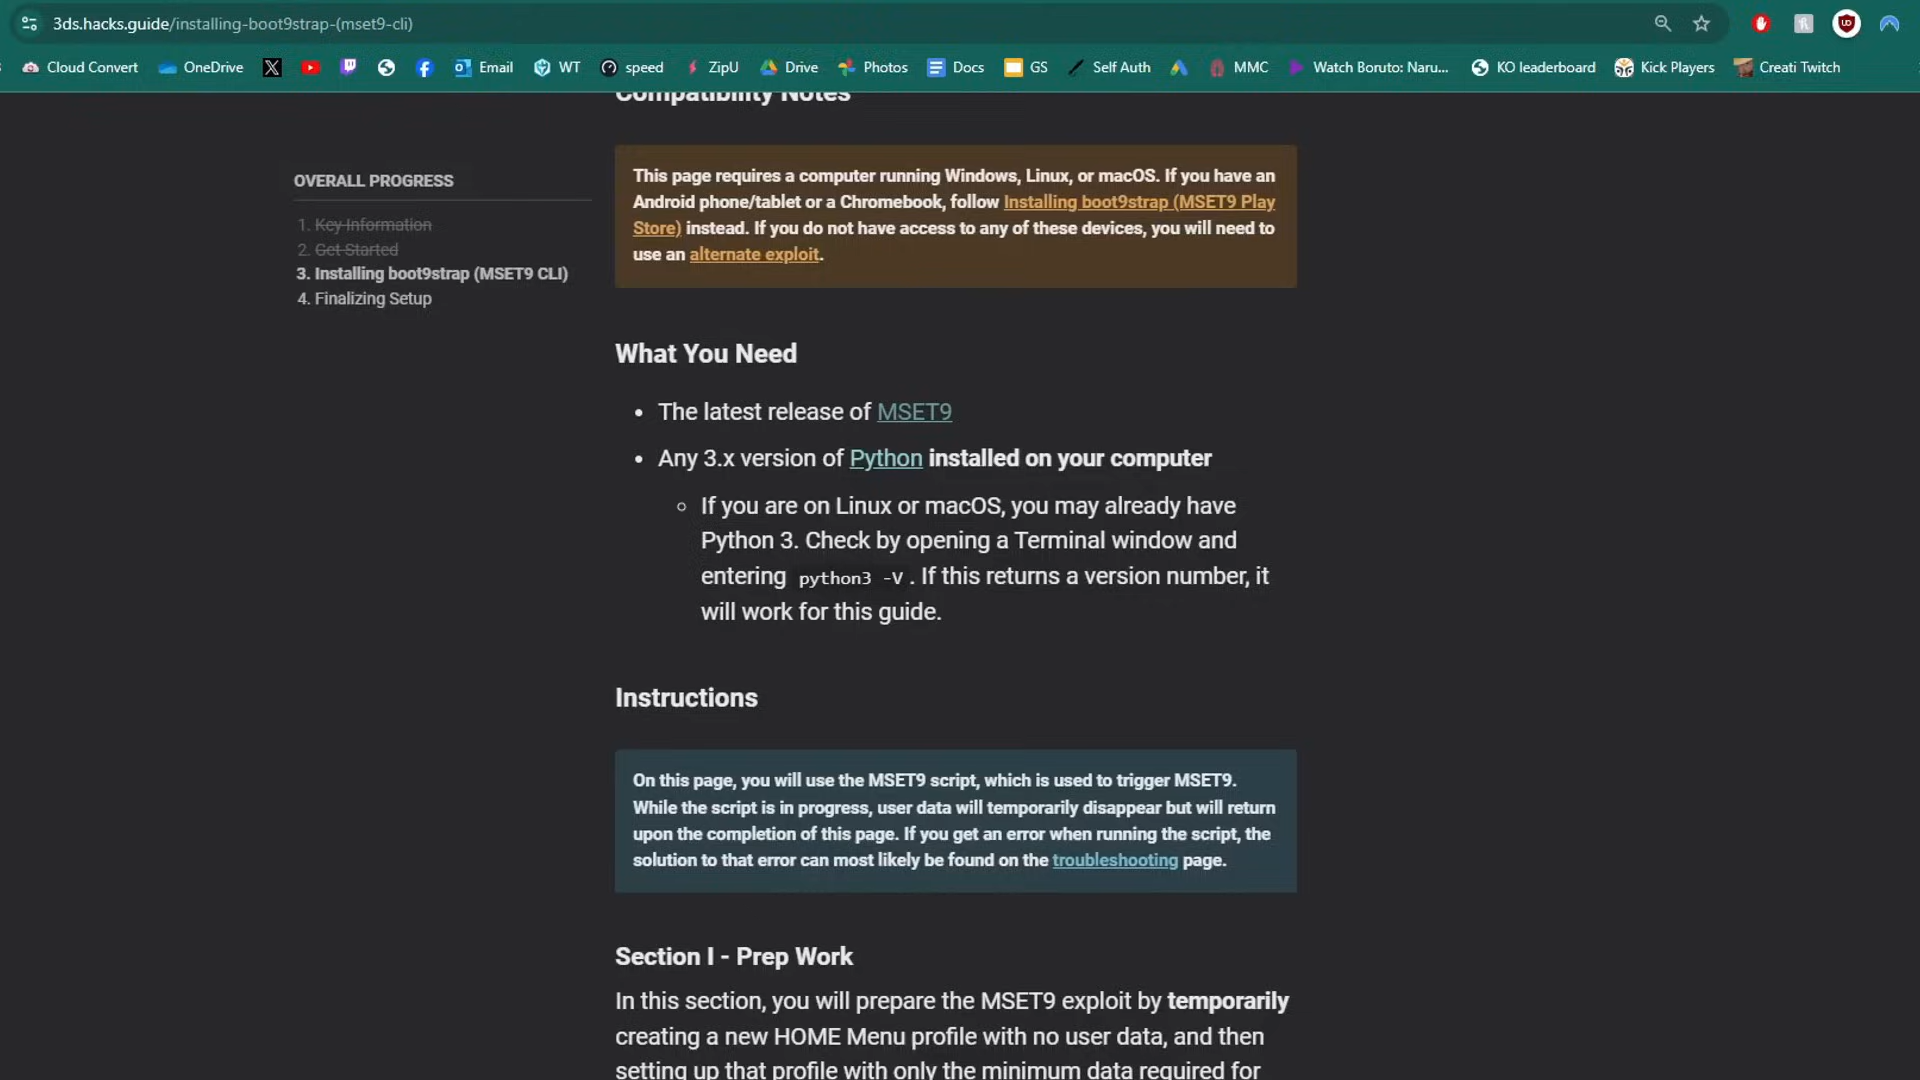 3ds.hacks.guide/installing-boot9strap-(mset9-cli)
Cloud Convert OneDrive Email WT speed ZipU Drive Photos Docs GS Self Auth MMC Watch Boruto: Naru... KO leaderboard Kick Players Creati Twitch
Compatibility Notes
OVERALL PROGRESS
1. Key Information
2. Get Started
3. Installing boot9strap (MSET9 CLI)
4. Finalizing Setup
This page requires a computer running Windows, Linux, or macOS. If you have an
Android phone/tablet or a Chromebook, follow Installing boot9strap (MSET9 Play
Store) instead. If you do not have access to any of these devices, you will need to
use an alternate exploit.
What You Need
• The latest release of MSET9
• Any 3.x version of Python installed on your computer
○ If you are on Linux or macOS, you may already have
Python 3. Check by opening a Terminal window and
entering python3 -V . If this returns a version number, it
will work for this guide.
Instructions
On this page, you will use the MSET9 script, which is used to trigger MSET9.
While the script is in progress, user data will temporarily disappear but will return
upon the completion of this page. If you get an error when running the script, the
solution to that error can most likely be found on the troubleshooting page.
Section I - Prep Work
In this section, you will prepare the MSET9 exploit by temporarily
creating a new HOME Menu profile with no user data, and then
setting up that profile with only the minimum data required for